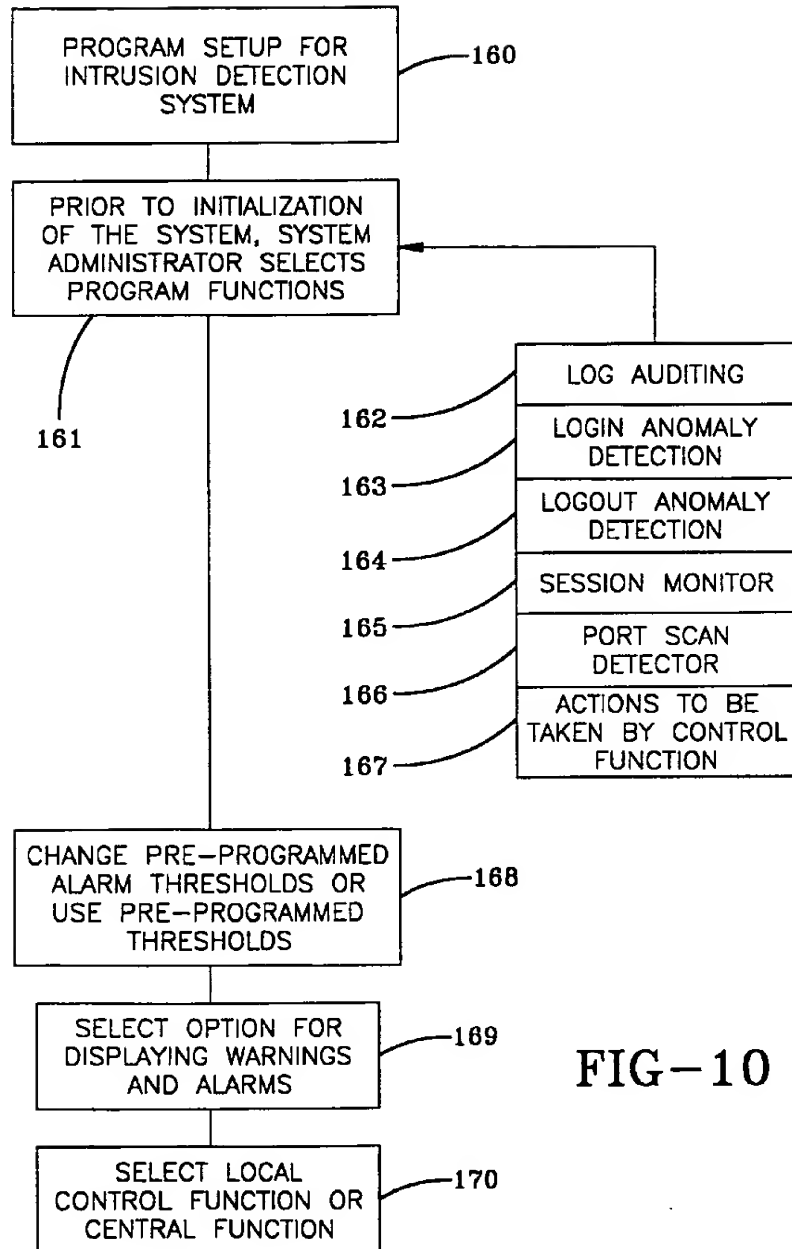 PROGRAM SETUP FOR
INTRUSION DETECTION
SYSTEM
160
PRIOR TO INITIALIZATION
OF THE SYSTEM, SYSTEM
ADMINISTRATOR SELECTS
PROGRAM FUNCTIONS
161
LOG AUDITING
162
LOGIN ANOMALY
DETECTION
163
LOGOUT ANOMALY
DETECTION
164
SESSION MONITOR
165
PORT SCAN
DETECTOR
166
ACTIONS TO BE
TAKEN BY CONTROL
FUNCTION
167
CHANGE PRE-PROGRAMMED
ALARM THRESHOLDS OR
USE PRE-PROGRAMMED
THRESHOLDS
168
SELECT OPTION FOR
DISPLAYING WARNINGS
AND ALARMS
169
SELECT LOCAL
CONTROL FUNCTION OR
CENTRAL FUNCTION
170
FIG-10